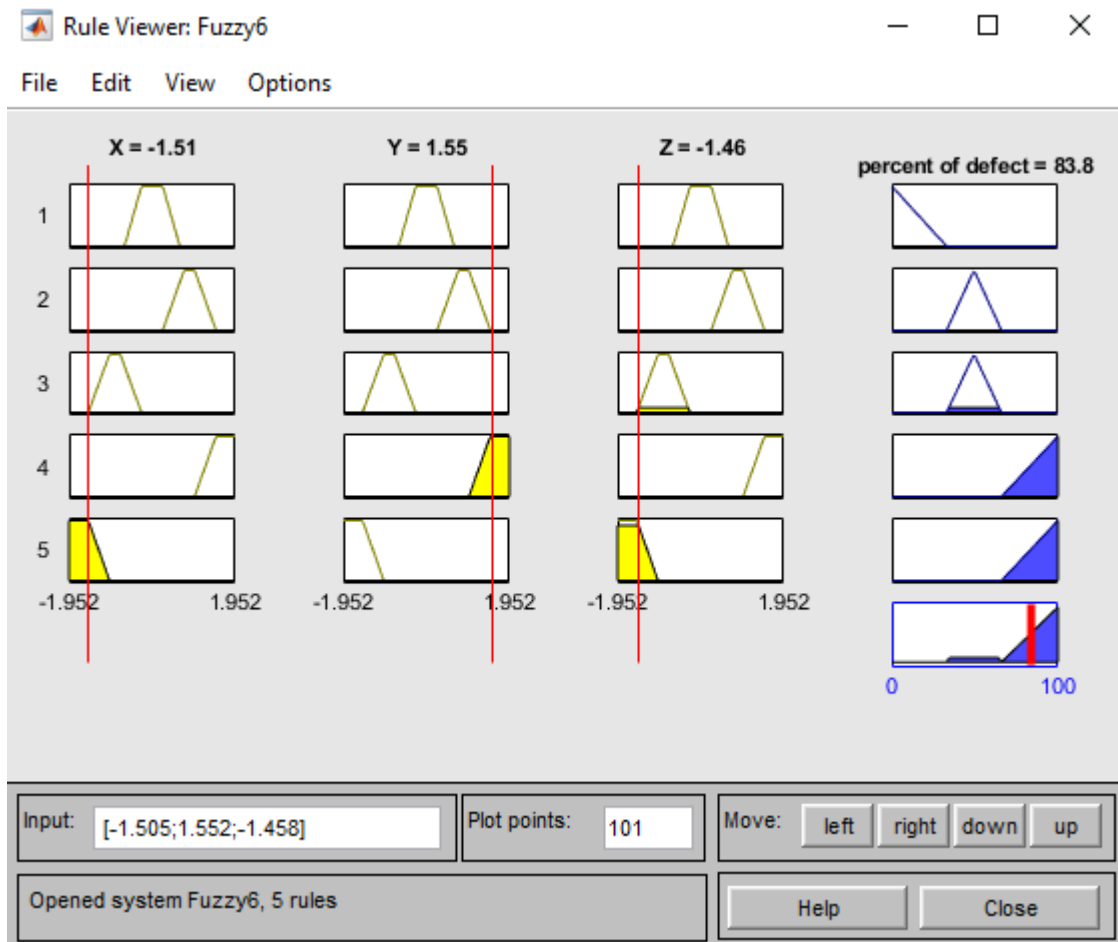 Rule Viewer: Fuzzy6
File Edit View Options
X = -1.51 Y = 1.55 Z = -1.46
percent of defect = 83.8
1
2
3
4
5
-1.952 1.952 -1.952 1.952 -1.952 1.952
0 100
Input: [-1.505;1.552;-1.458] Plot points: 101 Move: left right down up
Opened system Fuzzy6, 5 rules Help Close